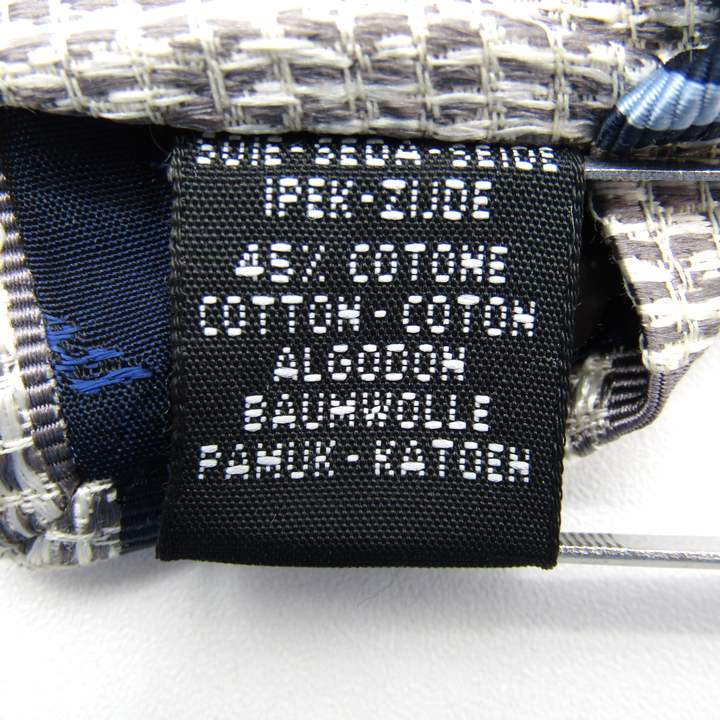 SOIE-SEDA-SEIDE
IPEK-ZIJDE
45% COTONE
COTTON-COTON
ALGODON
BAUMWOLLE
PAMUK-KATOEN